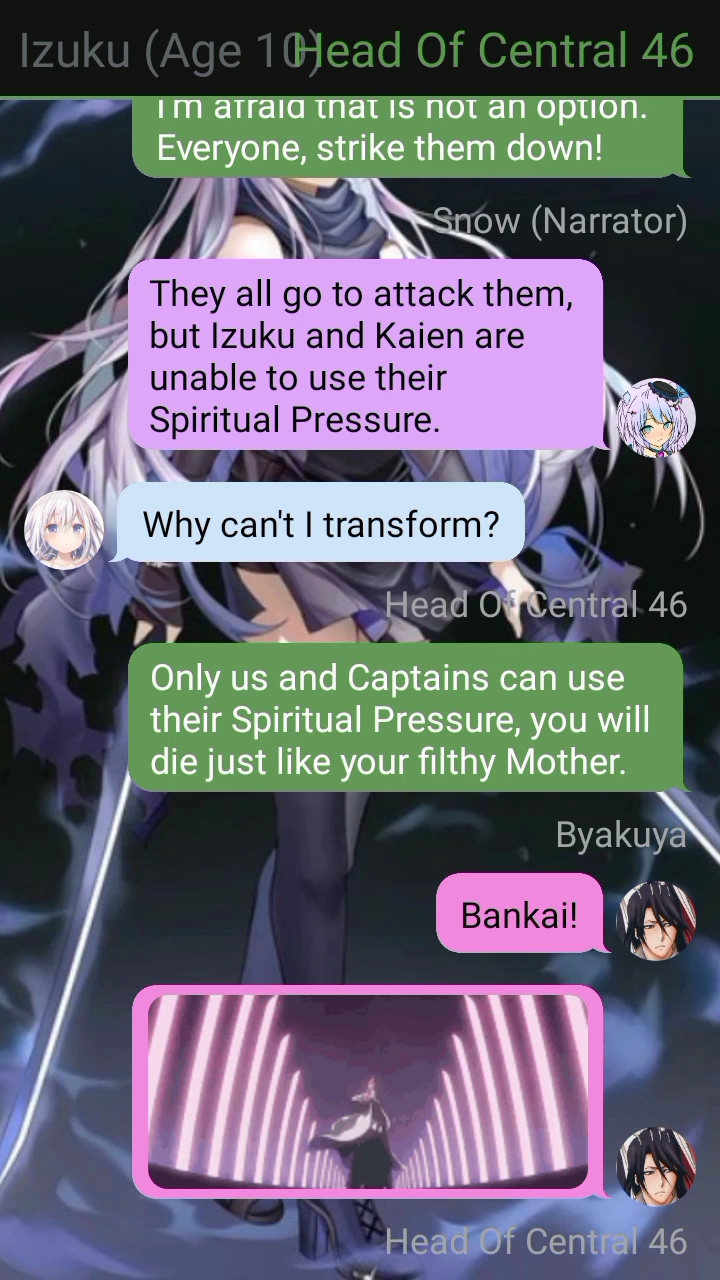 Izuku (Age 10)
Head Of Central 46
I'm afraid that is not an option.
Everyone, strike them down!
Snow (Narrator)
They all go to attack them,
but Izuku and Kaien are
unable to use their
Spiritual Pressure.
Why can't I transform?
Head Of Central 46
Only us and Captains can use
their Spiritual Pressure, you will
die just like your filthy Mother.
Byakuya
Bankai!
Head Of Central 46